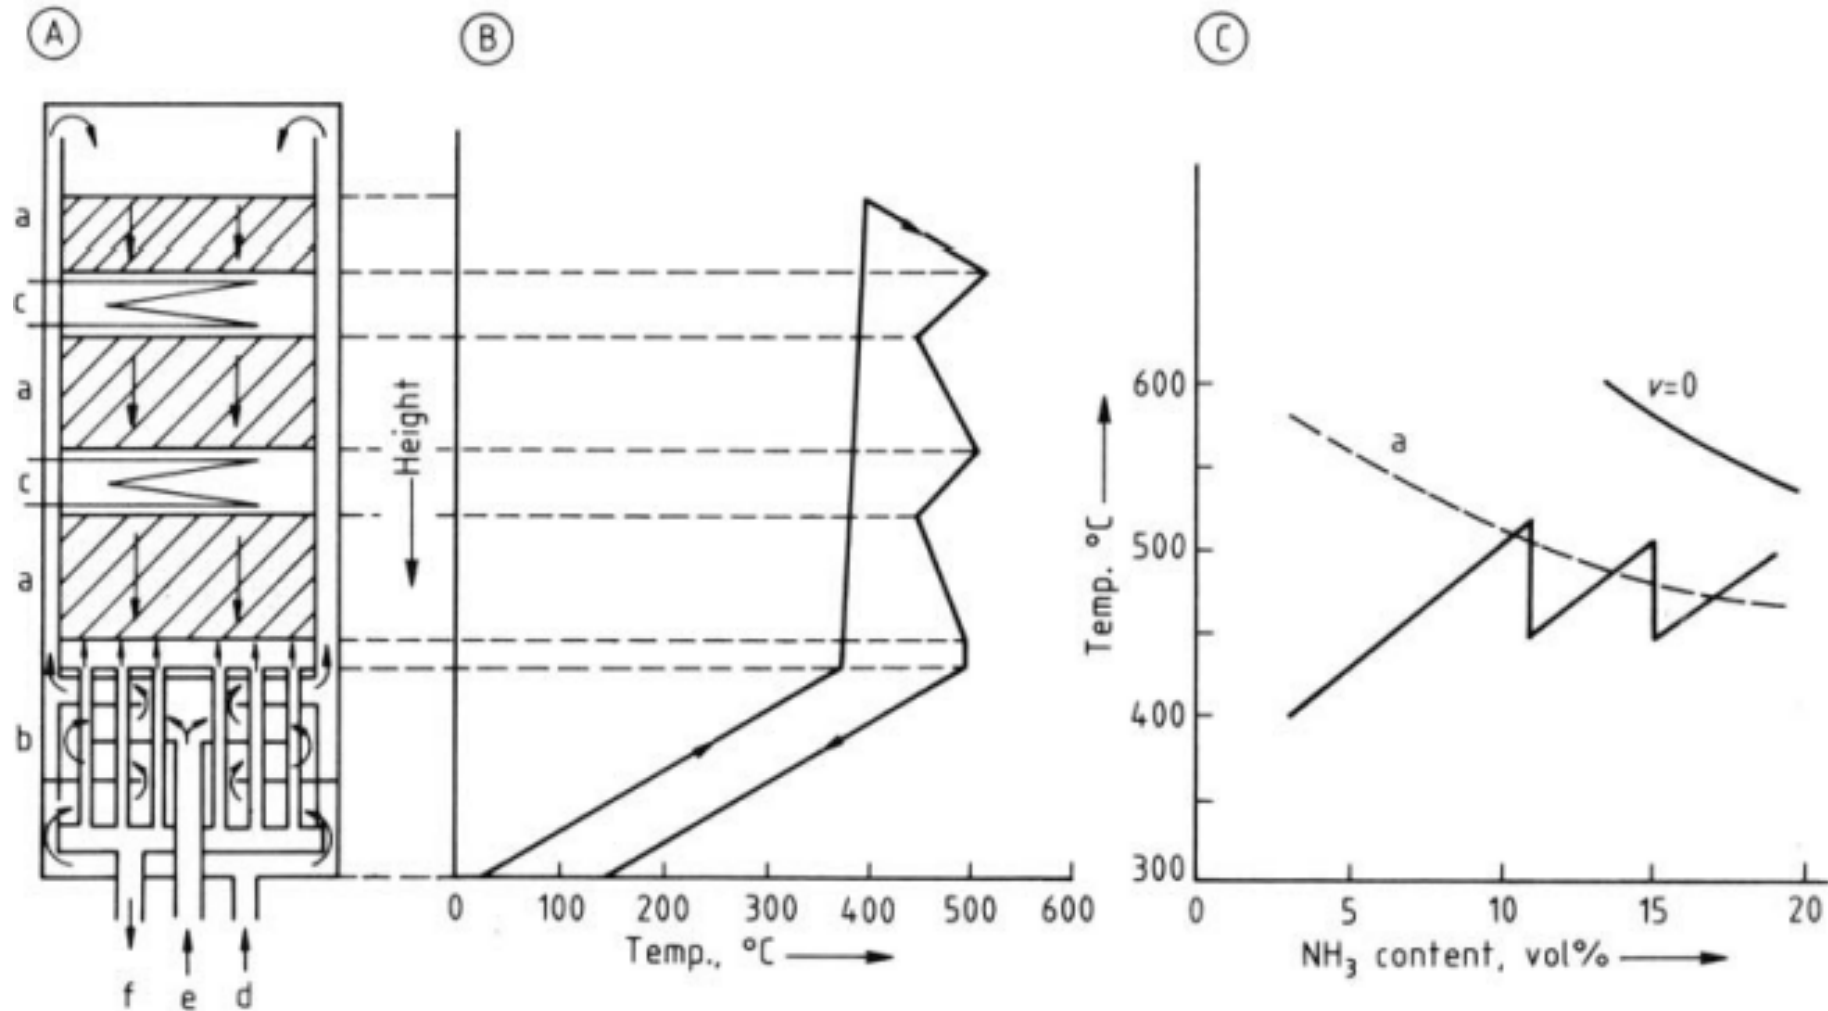 A
B
C
a
c
a
c
a
b
f
e
d
Height
0
100
200
300
400
500
600
Temp., °C
600
500
400
300
Temp. °C
a
v=0
0
5
10
15
20
NH₃ content, vol%